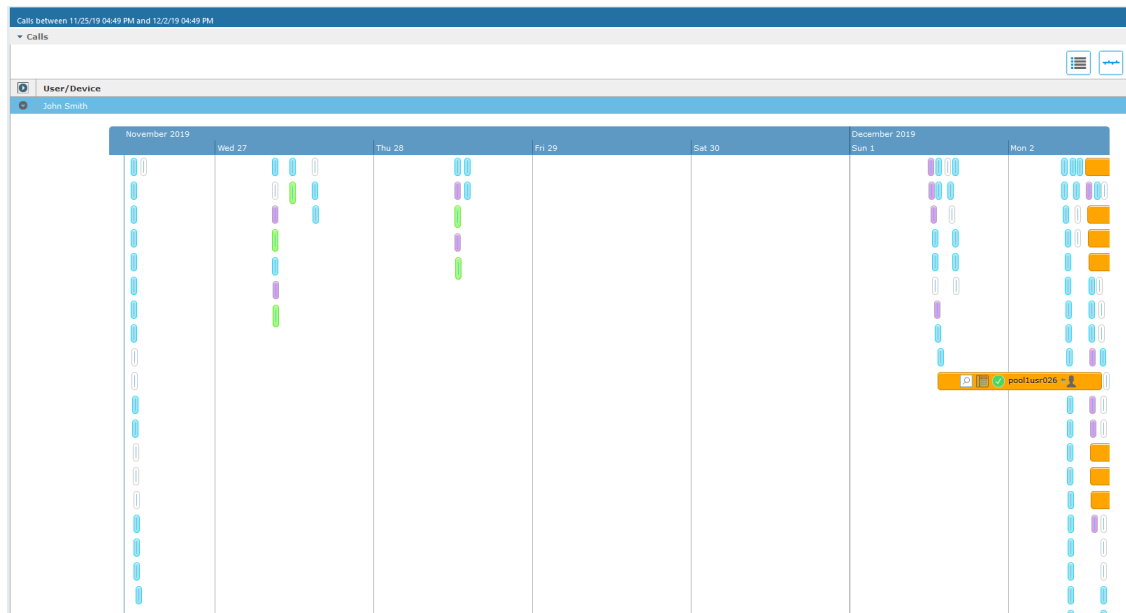 Calls between 11/25/19 04:49 PM and 12/2/19 04:49 PM
Calls
User/Device
John Smith
November 2019
December 2019
Wed 27
Thu 28
Fri 29
Sat 30
Sun 1
Mon 2
pool1usr026